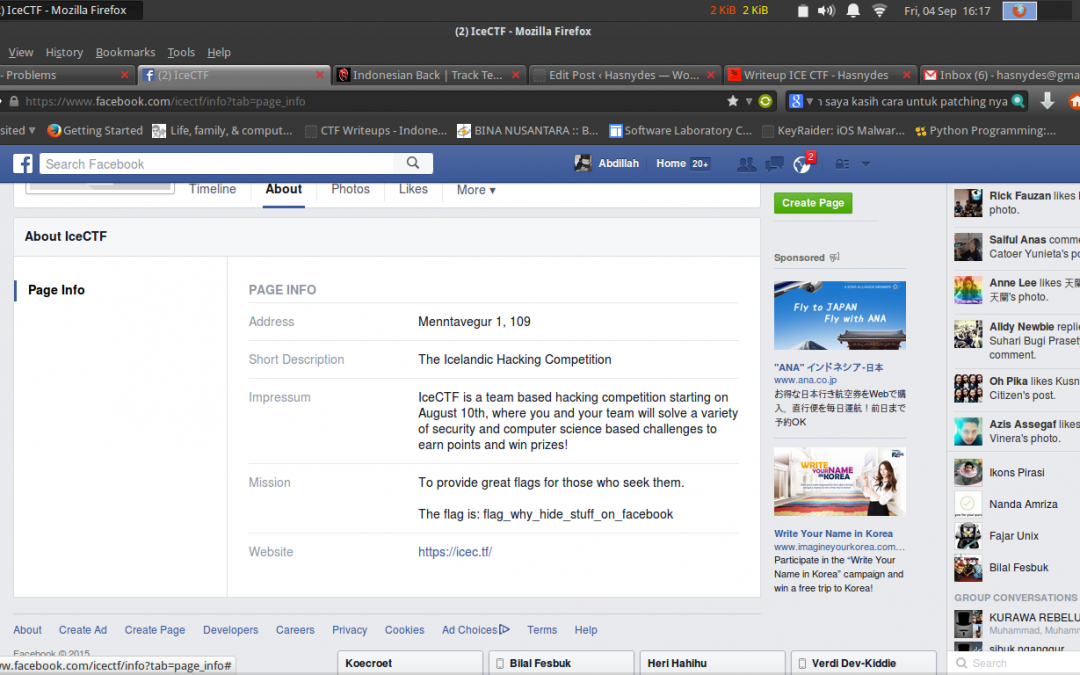 ) IceCTF - Mozilla Firefox
2 KiB 2 KiB
Fri, 04 Sep 16:17
(2) IceCTF - Mozilla Firefox
View History Bookmarks Tools Help
- Problems
(2) IceCTF
Indonesian Back | Track Te...
Edit Post ‹ Hasnydes — Wo...
Writeup ICE CTF - Hasnydes
Inbox (6) - hasnydes@gma
https://www.facebook.com/icectf/info?tab=page_info
saya kasih cara untuk patching nya
sited
Getting Started
Life, family, & comput...
CTF Writeups - Indone...
BINA NUSANTARA :: B...
Software Laboratory C...
KeyRaider: iOS Malwar...
Python Programming:...
Search Facebook
Abdillah
Home 20+
2
Timeline
About
Photos
Likes
More
About IceCTF
Page Info
PAGE INFO
Address
Menntavegur 1, 109
Short Description
The Icelandic Hacking Competition
Impressum
IceCTF is a team based hacking competition starting on
August 10th, where you and your team will solve a variety
of security and computer science based challenges to
earn points and win prizes!
Mission
To provide great flags for those who seek them.
The flag is: flag_why_hide_stuff_on_facebook
Website
https://icec.tf/
About Create Ad Create Page Developers Careers Privacy Cookies Ad Choices Terms Help
Facebook © 2015
w.facebook.com/icectf/info?tab=page_info#
Create Page
Sponsored
Fly to JAPAN
Fly with ANA
"ANA" インドネシア-日本
www.ana.co.jp
お得な日本行き航空券をWebで購
入。直行便を毎日運航！前日まで
予約OK
WRITE
YOUR NAME
IN KOREA
Write Your Name in Korea
www.imagineyourkorea.com...
Participate in the “Write Your
Name in Korea” campaign and
win a free trip to Korea!
Rick Fauzan likes
photo.
Saiful Anas comme
Catoer Yunieta's po
Anne Lee likes 天蘭
天蘭's photo.
Alldy Newbie replie
Suhari Bugi Praset
comment.
Oh Pika likes Kusn
Citizen's post.
Azis Assegaf likes
Vinera's photo.
Ikons Pirasi
Nanda Amriza
Fajar Unix
Bilal Fesbuk
GROUP CONVERSATIONS
KURAWA REBELU
Muhammad, Muhamm
sibuk nganggur
Search
Koecroet
Bilal Fesbuk
Heri Hahihu
Verdi Dev-Kiddie